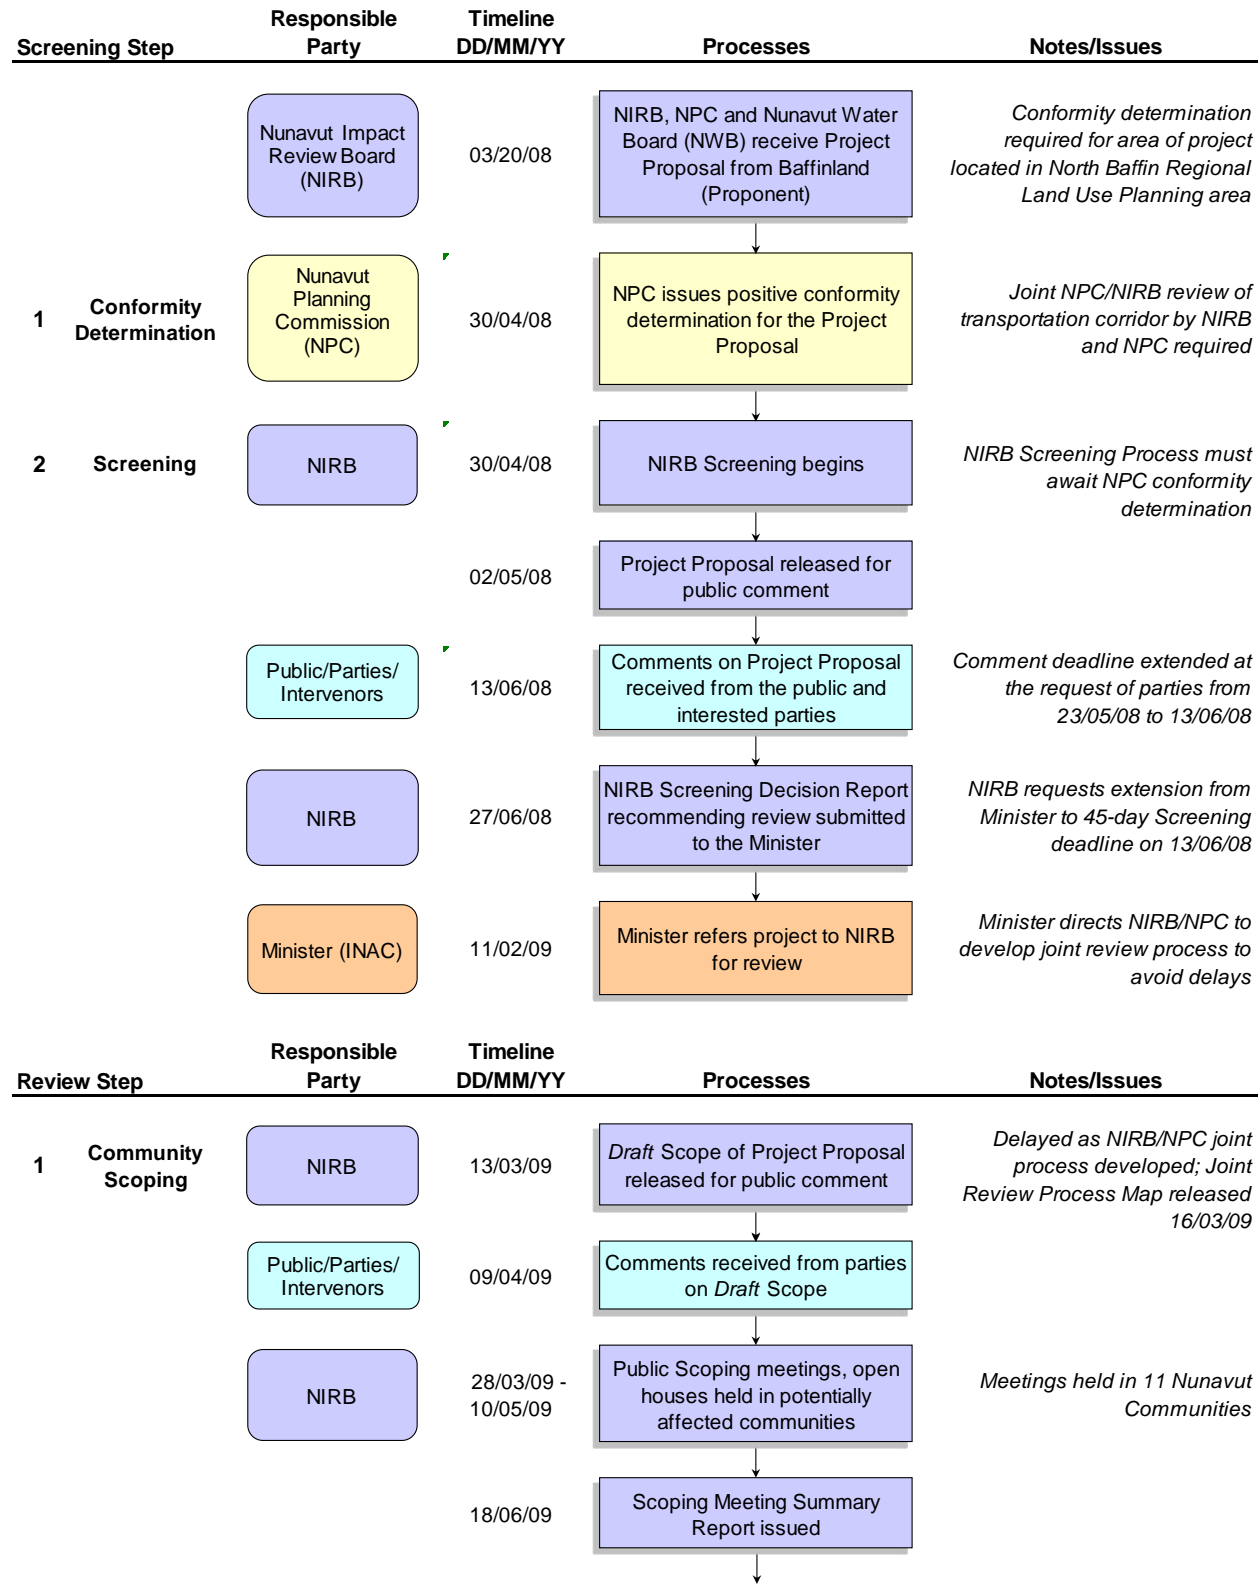 Screening Step
Responsible
Party
Timeline
DD/MM/YY
Processes
Notes/Issues
Nunavut Impact
Review Board
(NIRB)
03/20/08
NIRB, NPC and Nunavut Water
Board (NWB) receive Project
Proposal from Baffinland
(Proponent)
Conformity determination
required for area of project
located in North Baffin Regional
Land Use Planning area
1
Conformity
Determination
Nunavut
Planning
Commission
(NPC)
30/04/08
NPC issues positive conformity
determination for the Project
Proposal
Joint NPC/NIRB review of
transportation corridor by NIRB
and NPC required
2
Screening
NIRB
30/04/08
NIRB Screening begins
NIRB Screening Process must
await NPC conformity
determination
02/05/08
Project Proposal released for
public comment
Public/Parties/
Intervenors
13/06/08
Comments on Project Proposal
received from the public and
interested parties
Comment deadline extended at
the request of parties from
23/05/08 to 13/06/08
NIRB
27/06/08
NIRB Screening Decision Report
recommending review submitted
to the Minister
NIRB requests extension from
Minister to 45-day Screening
deadline on 13/06/08
Minister (INAC)
11/02/09
Minister refers project to NIRB
for review
Minister directs NIRB/NPC to
develop joint review process to
avoid delays
Review Step
Responsible
Party
Timeline
DD/MM/YY
Processes
Notes/Issues
1
Community
Scoping
NIRB
13/03/09
Draft Scope of Project Proposal
released for public comment
Delayed as NIRB/NPC joint
process developed; Joint
Review Process Map released
16/03/09
Public/Parties/
Intervenors
09/04/09
Comments received from parties
on Draft Scope
NIRB
28/03/09 -
10/05/09
Public Scoping meetings, open
houses held in potentially
affected communities
Meetings held in 11 Nunavut
Communities
18/06/09
Scoping Meeting Summary
Report issued